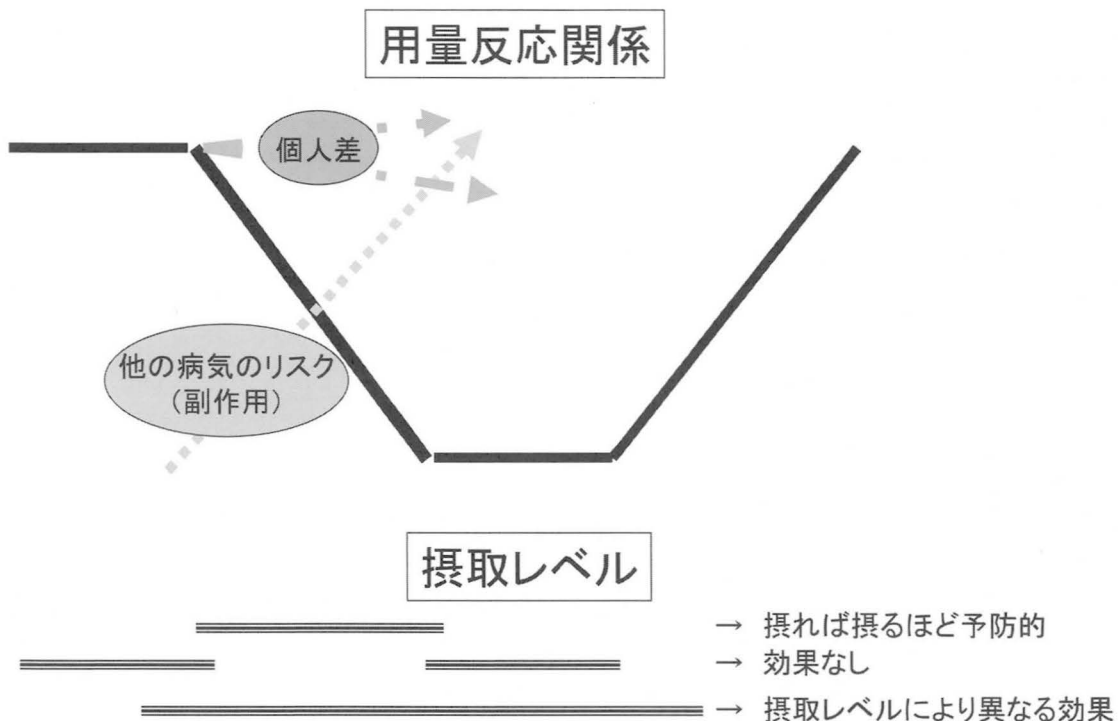 用量反応関係
個人差
他の病気のリスク
（副作用）
摂取レベル
→ 摂れば摂るほど予防的
→ 効果なし
→ 摂取レベルにより異なる効果